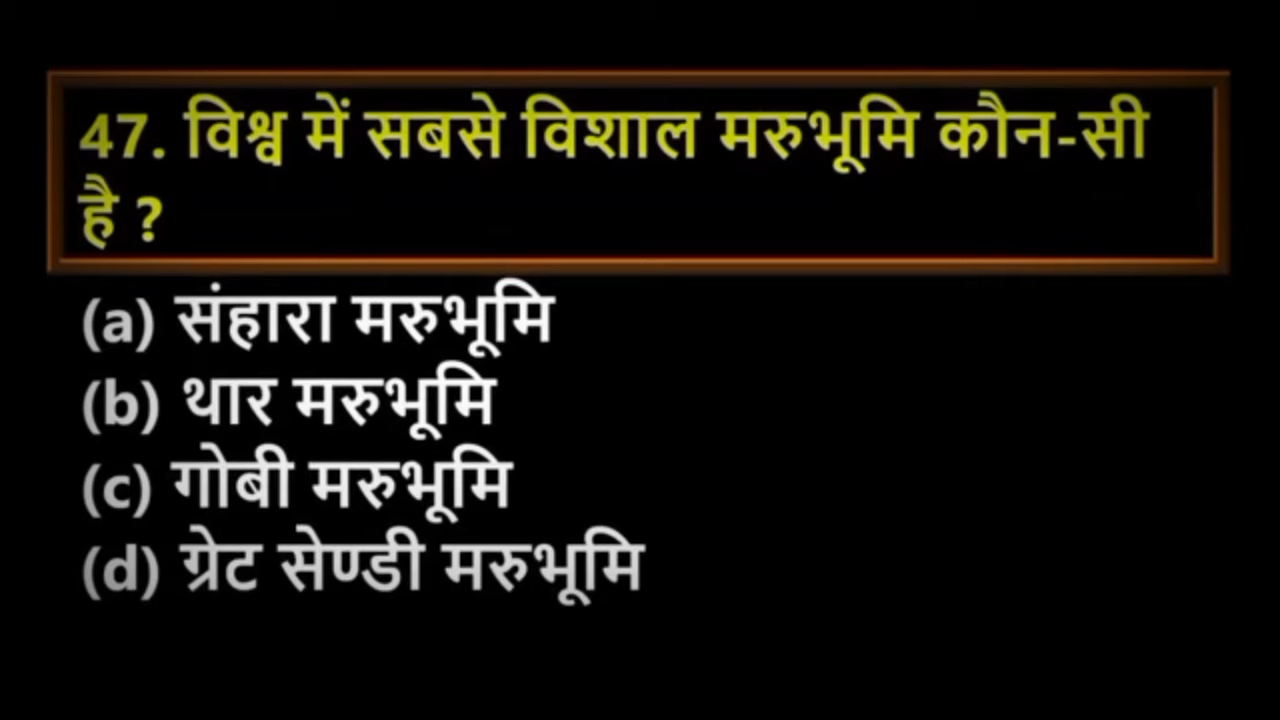 47. विश्व में सबसे विशाल मरुभूमि कौन-सी
है ?
(a) संहारा मरुभूमि
(b) थार मरुभूमि
(c) गोबी मरुभूमि
(d) ग्रेट सेण्डी मरुभूमि